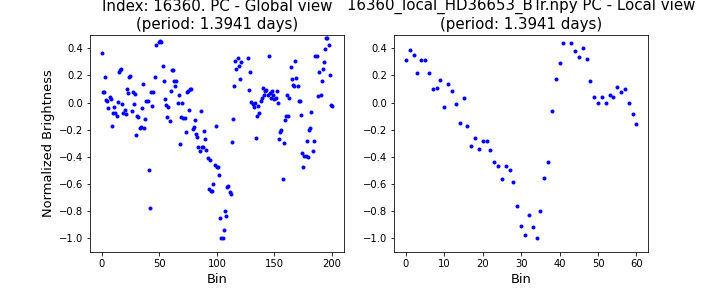 Index: 16360. PC - Global view
(period: 1.3941 days)
16360_local_HD36653_BTr.npy PC - Local view
(period: 1.3941 days)
Normalized Brightness
0.4
0.2
0.0
−0.2
−0.4
−0.6
−0.8
−1.0
0 50 100 150 200
Bin
0.4
0.2
0.0
−0.2
−0.4
−0.6
−0.8
−1.0
0 10 20 30 40 50 60
Bin